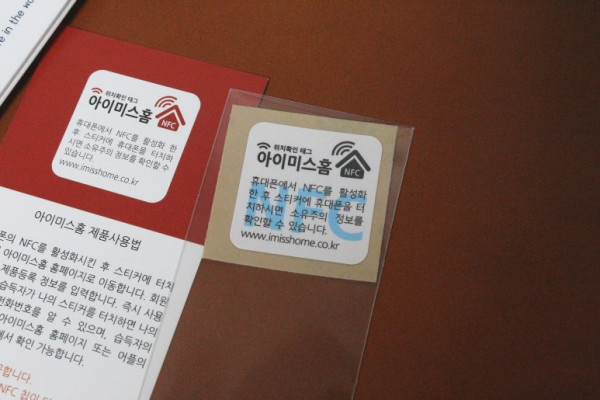 e in the wo
위치확인 태그
아이미스홈
NFC
휴대폰에서 NFC를 활성화 한
후 스티커에 휴대폰을 터치하
시면 소유주의 정보를 확인할 수
있습니다.
www.imisshome.co.kr
아이미스홈 제품사용법
폰의 NFC를 활성화시킨 후 스티커에 터치
아이미스홈 홈페이지로 이동합니다. 회원
제품등록 정보를 입력합니다. 즉시 사용
습득자가 나의 스티커를 터치하면 나의
전화번호를 알 수 있으며, 습득자의
아이미스홈 홈페이지 또는 어플의
에서 확인 가능합니다.
합니다.
NFC 칩이
위치확인 태그
아이미스홈
NFC
NFC
휴대폰에서 NFC를 활성화
한 후 스티커에 휴대폰을 터
치하시면 소유주의 정보를
확인할 수 있습니다.
www.imisshome.co.kr